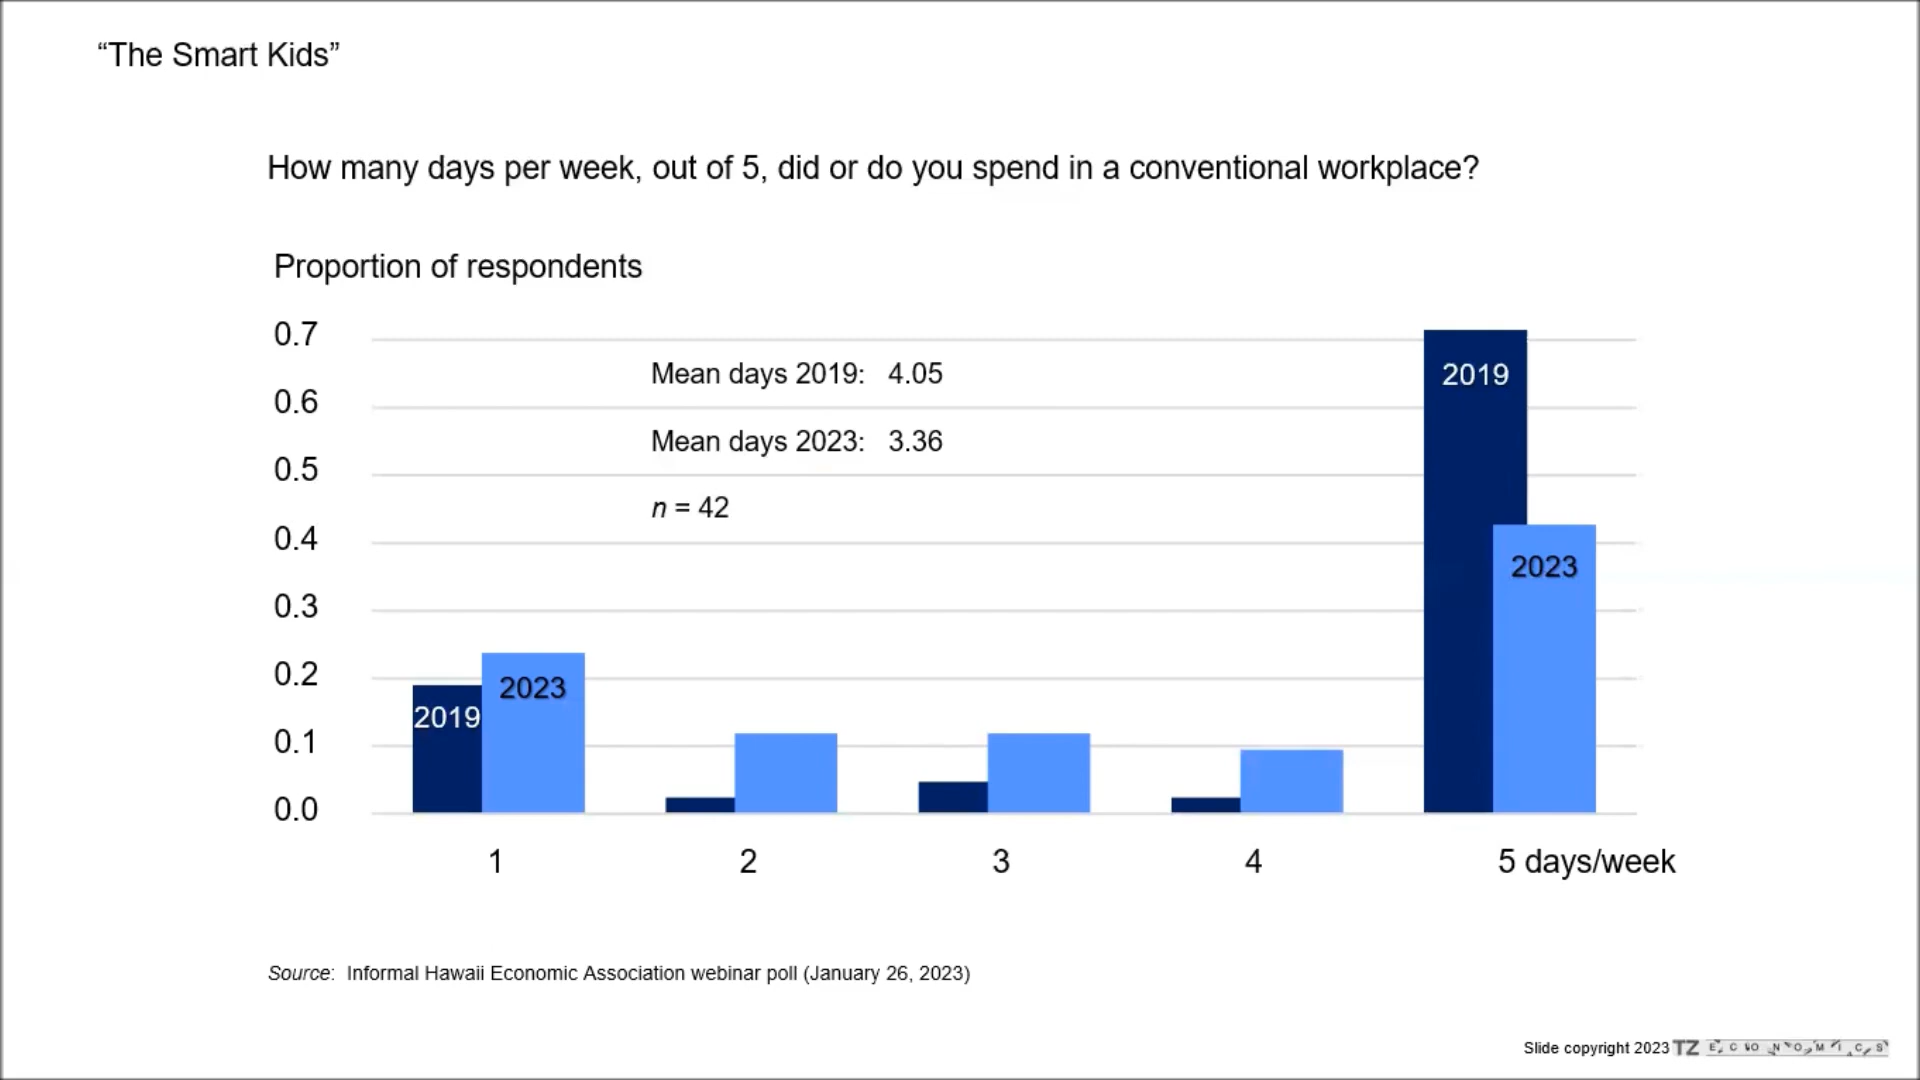 “The Smart Kids”
How many days per week, out of 5, did or do you spend in a conventional workplace?
Proportion of respondents
0.7
Mean days 2019: 4.05
0.6
Mean days 2023: 3.36
0.5
n = 42
0.4
0.3
0.2
0.1
0.0
2019
2023
2019
2023
1 2 3 4 5 days/week
Source: Informal Hawaii Economic Association webinar poll (January 26, 2023)
Slide copyright 2023 TZ ECONOMICS